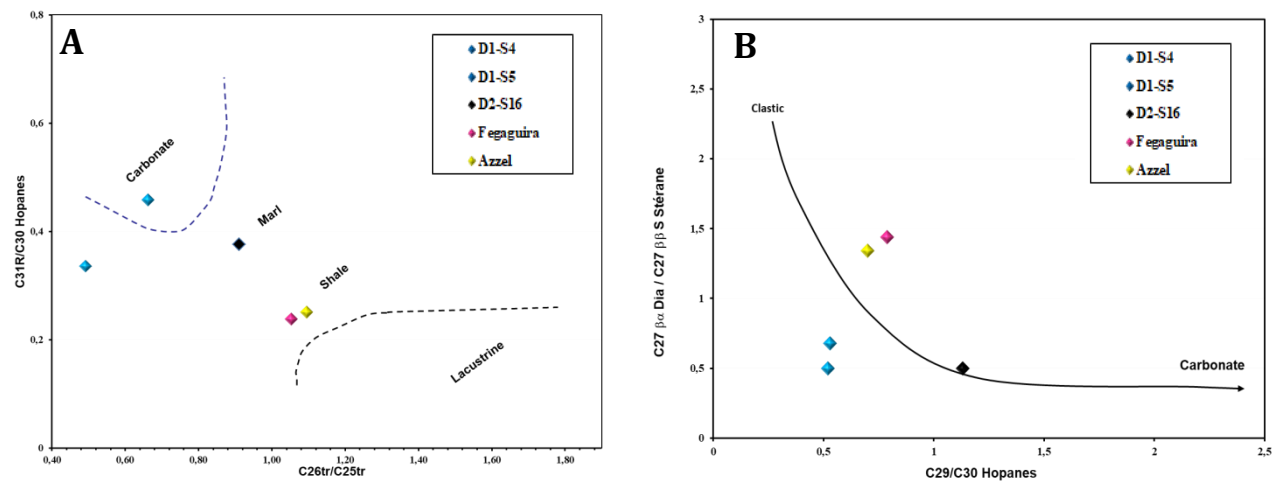 A
C31R/C30 Hopanes
0,8
0,6
0,4
0,2
0
Carbonate
Marl
Shale
Lacustrine
D1-S4
D1-S5
D2-S16
Fegaguira
Azzel
0,40
0,60
0,80
1,00
1,20
1,40
1,60
1,80
C26tr/C25tr
B
C27 βα Dia / C27 ββ S Stérane
3
2,5
2
1,5
1
0,5
0
Clastic
Carbonate
D1-S4
D1-S5
D2-S16
Fegaguira
Azzel
0
0,5
1
1,5
2
2,5
C29/C30 Hopanes